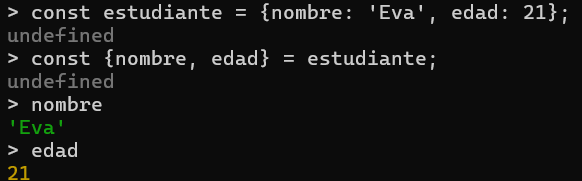 > const estudiante = {nombre: 'Eva', edad: 21};
undefined
> const {nombre, edad} = estudiante;
undefined
> nombre
'Eva'
> edad
21